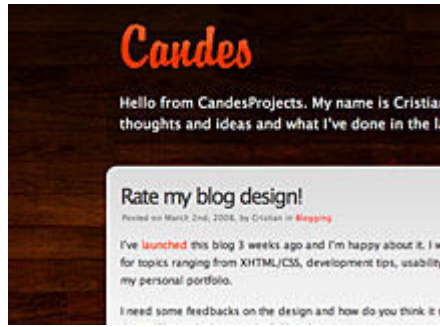 Candes
Hello from CandesProjects. My name is Cristia
thoughts and ideas and what I've done in the l
Rate my blog design!
Posted on March 2nd, 2008, by Cristian in Blogging
I've launched this blog 3 weeks ago and I'm happy about it. I w
for topics ranging from XHTML/CSS, development tips, usability
my personal portfolio.
I need some feedbacks on the design and how do you think it